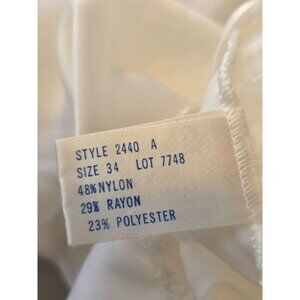 STYLE 2440 A
SIZE 34 LOT 7748
48%NYLON
29% RAYON
23% POLYESTER